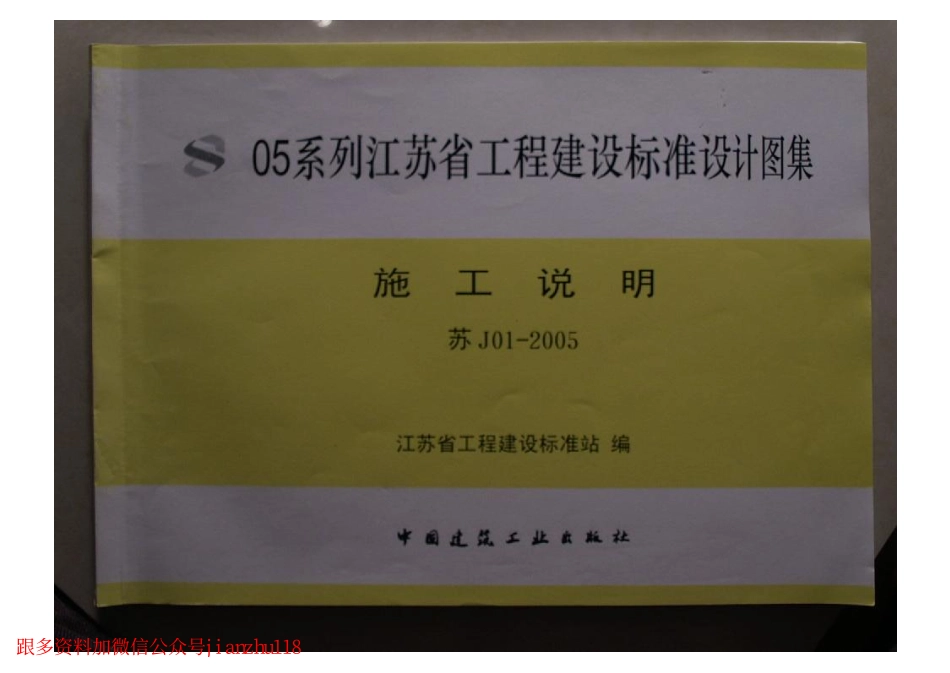 05系列江苏省工程建设标准设计图集
施工说明
苏 J01-2005
江苏省工程建设标准站 编
中国建筑工业出版社
跟多资料加微信公众号jianzhu118